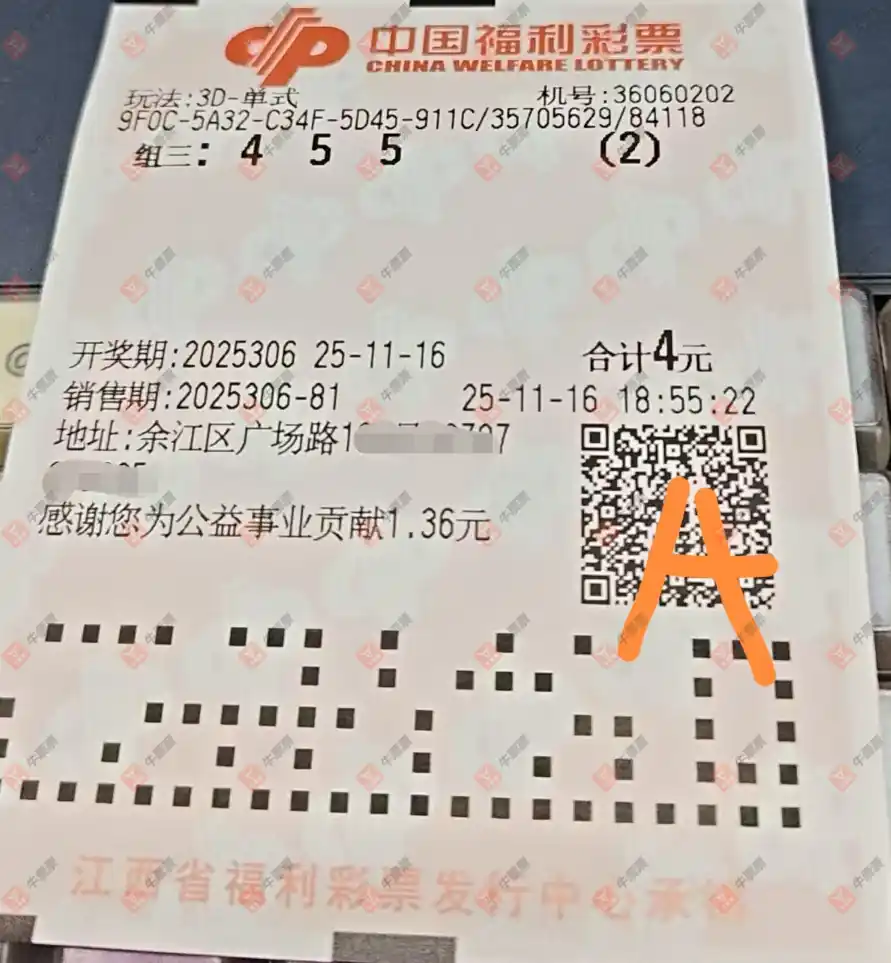 中国福利彩票
CHINA WELFARE LOTTERY
玩法:3D-单式 机号:36060202
9F0C-5A32-C34F-5D45-911C/35705629/84118
组三: 4 5 5 (2)
开奖期:2025306 25-11-16 合计4元
销售期:2025306-81 25-11-16 18:55:22
地址:余江区广场路1
感谢您为公益事业贡献1.36元
A
江西省福利彩票发行中心承销
牛票票